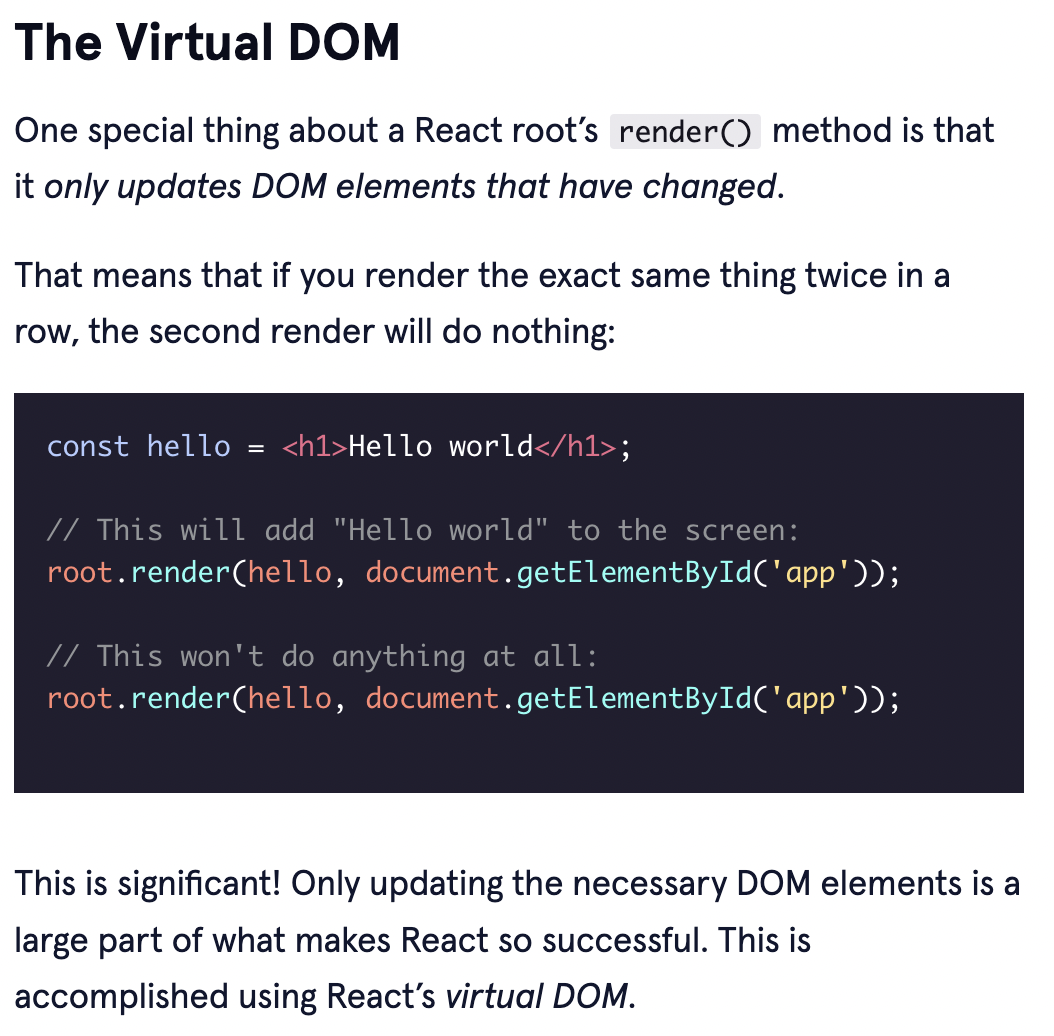 The Virtual DOM
One special thing about a React root’s render() method is that
it only updates DOM elements that have changed.
That means that if you render the exact same thing twice in a
row, the second render will do nothing:
const hello = <h1>Hello world</h1>;
// This will add "Hello world" to the screen:
root.render(hello, document.getElementById('app'));
// This won't do anything at all:
root.render(hello, document.getElementById('app'));
This is significant! Only updating the necessary DOM elements is a
large part of what makes React so successful. This is
accomplished using React’s virtual DOM.